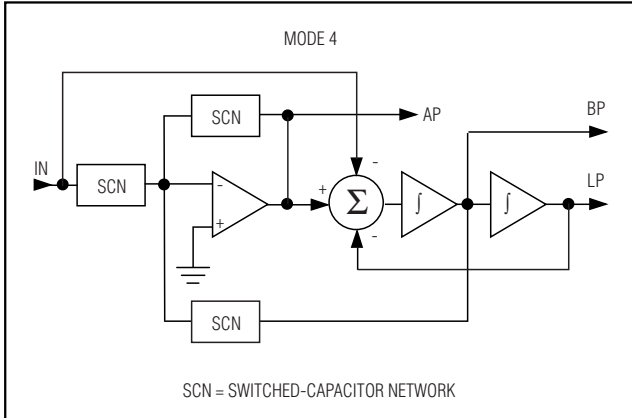 MODE 4
SCN
AP
BP
IN
SCN
-
-
+
+
Σ
∫
∫
LP
-
SCN
SCN = SWITCHED-CAPACITOR NETWORK